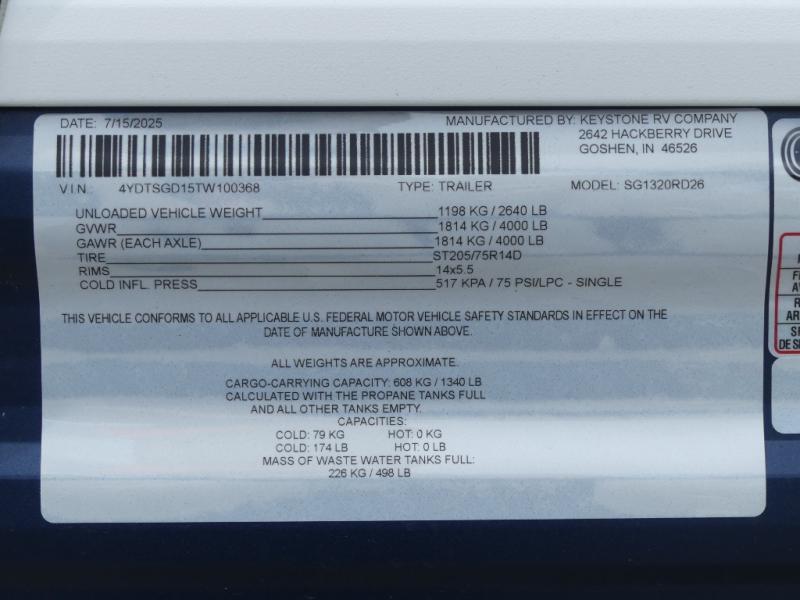 DATE: 7/15/2025
MANUFACTURED BY: KEYSTONE RV COMPANY
2642 HACKBERRY DRIVE
GOSHEN, IN 46526
V.I.N. 4YDTSGD15TW100368 TYPE: TRAILER MODEL: SG1320RD26
UNLOADED VEHICLE WEIGHT 1198 KG / 2640 LB
GVWR 1814 KG / 4000 LB
GAWR (EACH AXLE) 1814 KG / 4000 LB
TIRE ST205/75R14D
RIMS 14x5.5
COLD INFL. PRESS 517 KPA / 75 PSI/LPC - SINGLE
THIS VEHICLE CONFORMS TO ALL APPLICABLE U.S. FEDERAL MOTOR VEHICLE SAFETY STANDARDS IN EFFECT ON THE
DATE OF MANUFACTURE SHOWN ABOVE.
ALL WEIGHTS ARE APPROXIMATE.
CARGO-CARRYING CAPACITY: 608 KG / 1340 LB
CALCULATED WITH THE PROPANE TANKS FULL
AND ALL OTHER TANKS EMPTY.
CAPACITIES:
COLD: 79 KG HOT: 0 KG
COLD: 174 LB HOT: 0 LB
MASS OF WASTE WATER TANKS FULL:
226 KG / 498 LB